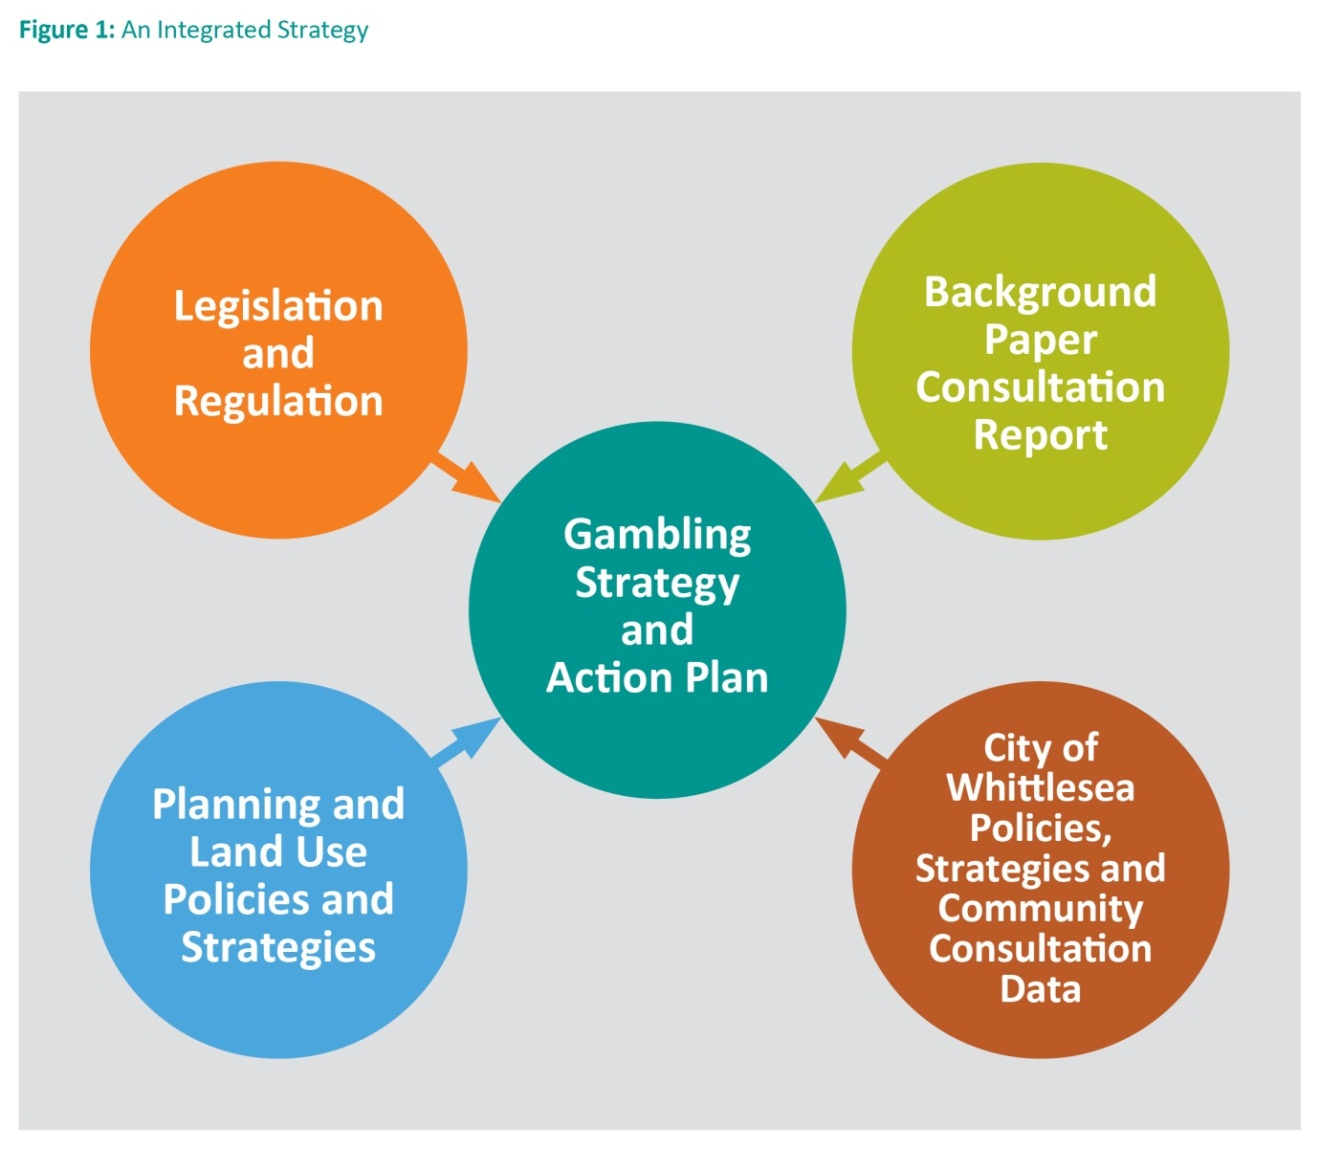 Figure 1: An Integrated Strategy
Legislation
and
Regulation
Background
Paper
Consultation
Report
Gambling
Strategy
and
Action Plan
Planning and
Land Use
Policies and
Strategies
City of
Whittlesea
Policies,
Strategies and
Community
Consultation
Data